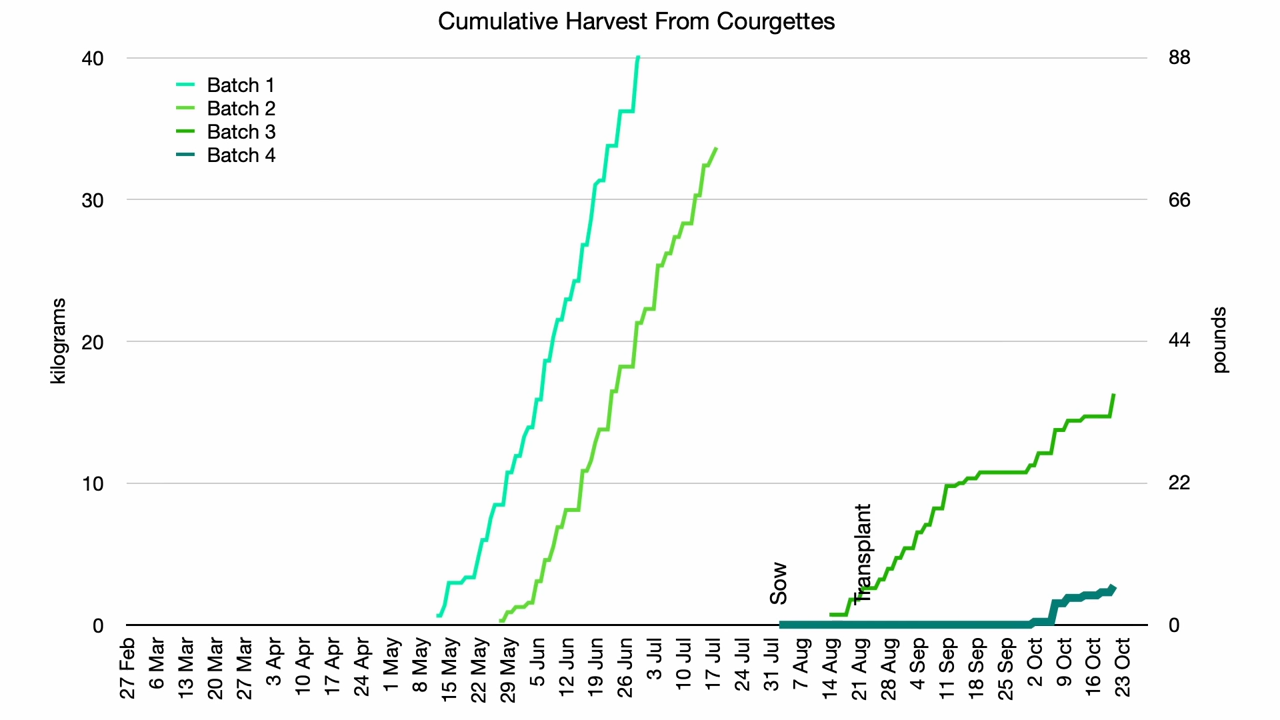 Cumulative Harvest From Courgettes
40
88
Batch 1
Batch 2
Batch 3
Batch 4
30
66
kilograms
pounds
20
44
10
22
Sow
Transplant
0
0
27 Feb
6 Mar
13 Mar
20 Mar
27 Mar
3 Apr
10 Apr
17 Apr
24 Apr
1 May
8 May
15 May
22 May
29 May
5 Jun
12 Jun
19 Jun
26 Jun
3 Jul
10 Jul
17 Jul
24 Jul
31 Jul
7 Aug
14 Aug
21 Aug
28 Aug
4 Sep
11 Sep
18 Sep
25 Sep
2 Oct
9 Oct
16 Oct
23 Oct